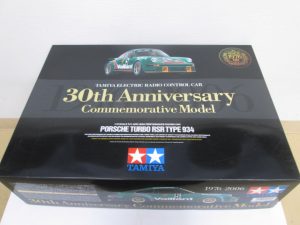 TAMIYA ELECTRIC RADIO CONTROL CAR
30th Anniversary
Commemorative Model
PORSCHE TURBO RSR TYPE 934
TAMIYA
1976-2006
Vaillant
30th Anniversary
Commemorative Model